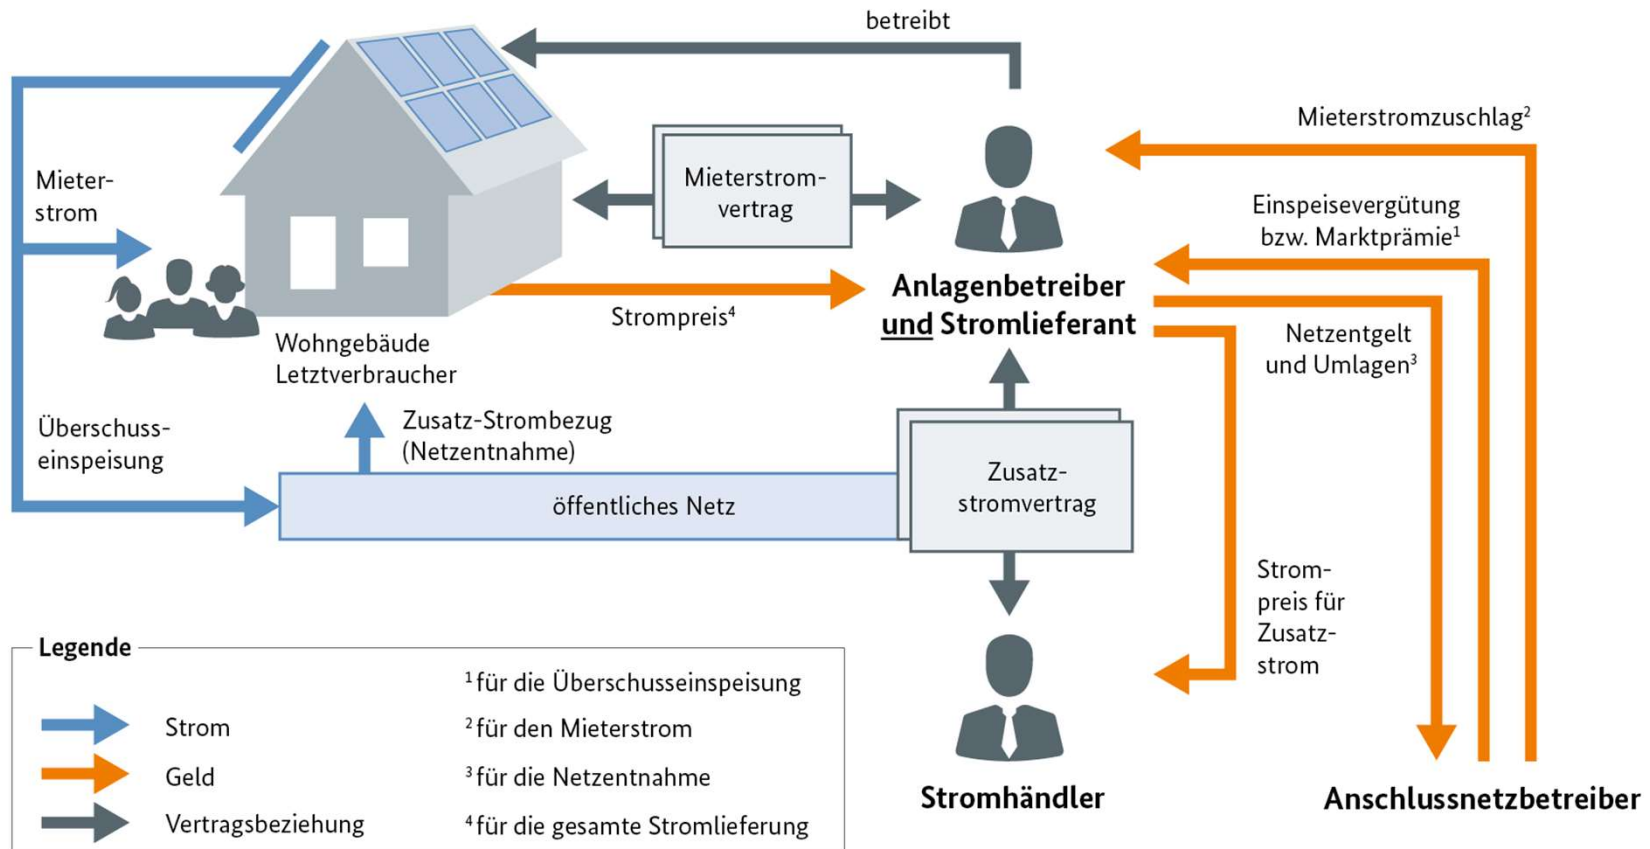 betreibt
Mieterstromzuschlag²
Mieter-
strom
Mieterstrom-
vertrag
Einspeisevergütung
bzw. Marktprämie¹
Anlagenbetreiber
und Stromlieferant
Strompreis⁴
Netzentgelt
und Umlagen³
Wohngebäude
Letztverbraucher
Überschuss-
einspeisung
Zusatz-Strombezug
(Netzentnahme)
öffentliches Netz
Zusatz-
stromvertrag
Strom-
preis für
Zusatz-
strom
Stromhändler
Anschlussnetzbetreiber
Legende
Strom
Geld
Vertragsbeziehung
¹ für die Überschusseinspeisung
² für den Mieterstrom
³ für die Netzentnahme
⁴ für die gesamte Stromlieferung